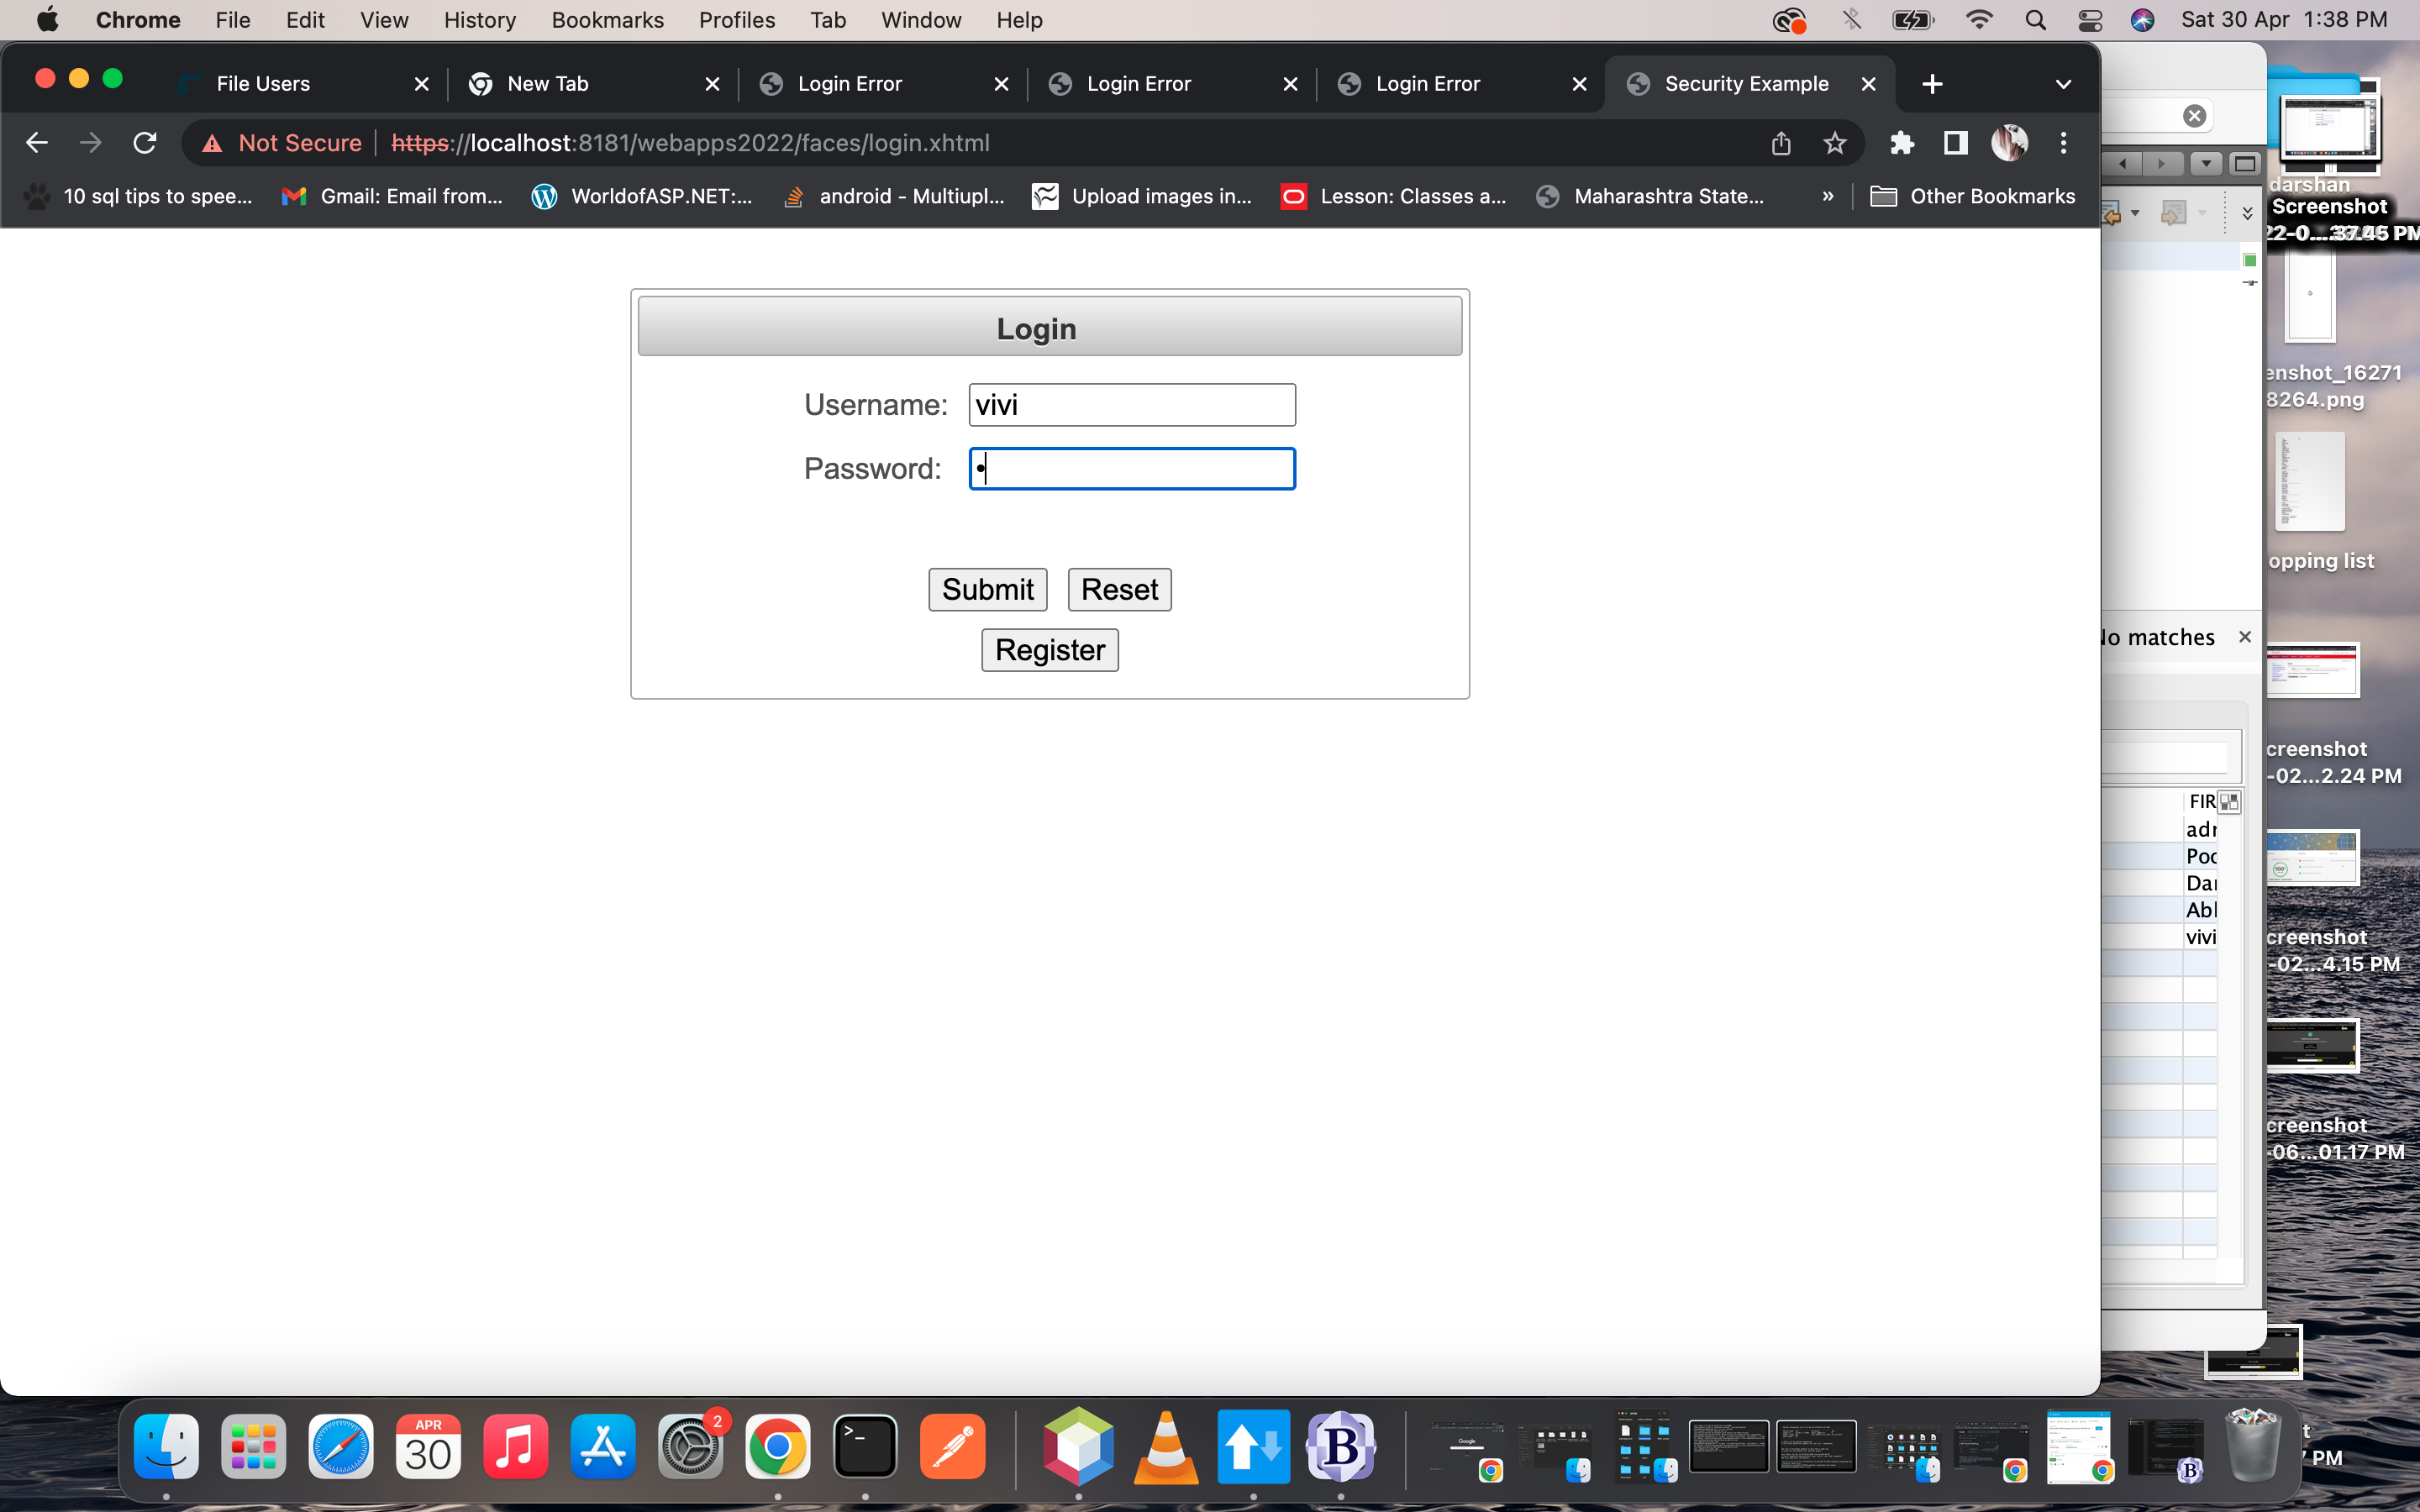 Chrome File Edit View History Bookmarks Profiles Tab Window Help Sat 30 Apr 1:38 PM
File Users New Tab Login Error Login Error Login Error Security Example
Not Secure https://localhost:8181/webapps2022/faces/login.xhtml
10 sql tips to spee... Gmail: Email from... WorldofASP.NET:... android - Multiupl... Upload images in... Lesson: Classes a... Maharashtra State... » Other Bookmarks
Login
Username: vivi
Password: •
Submit Reset
Register
darshan
Screenshot
22-0....37.45 PM
enshot_16271
8264.png
opping list
No matches
creenshot
-02...2.24 PM
FIR
adr
Poo
Dar
Abl
vivi
creenshot
-02...4.15 PM
creenshot
-06...01.17 PM
APR
30
2
>_
B
Google
t
7 PM